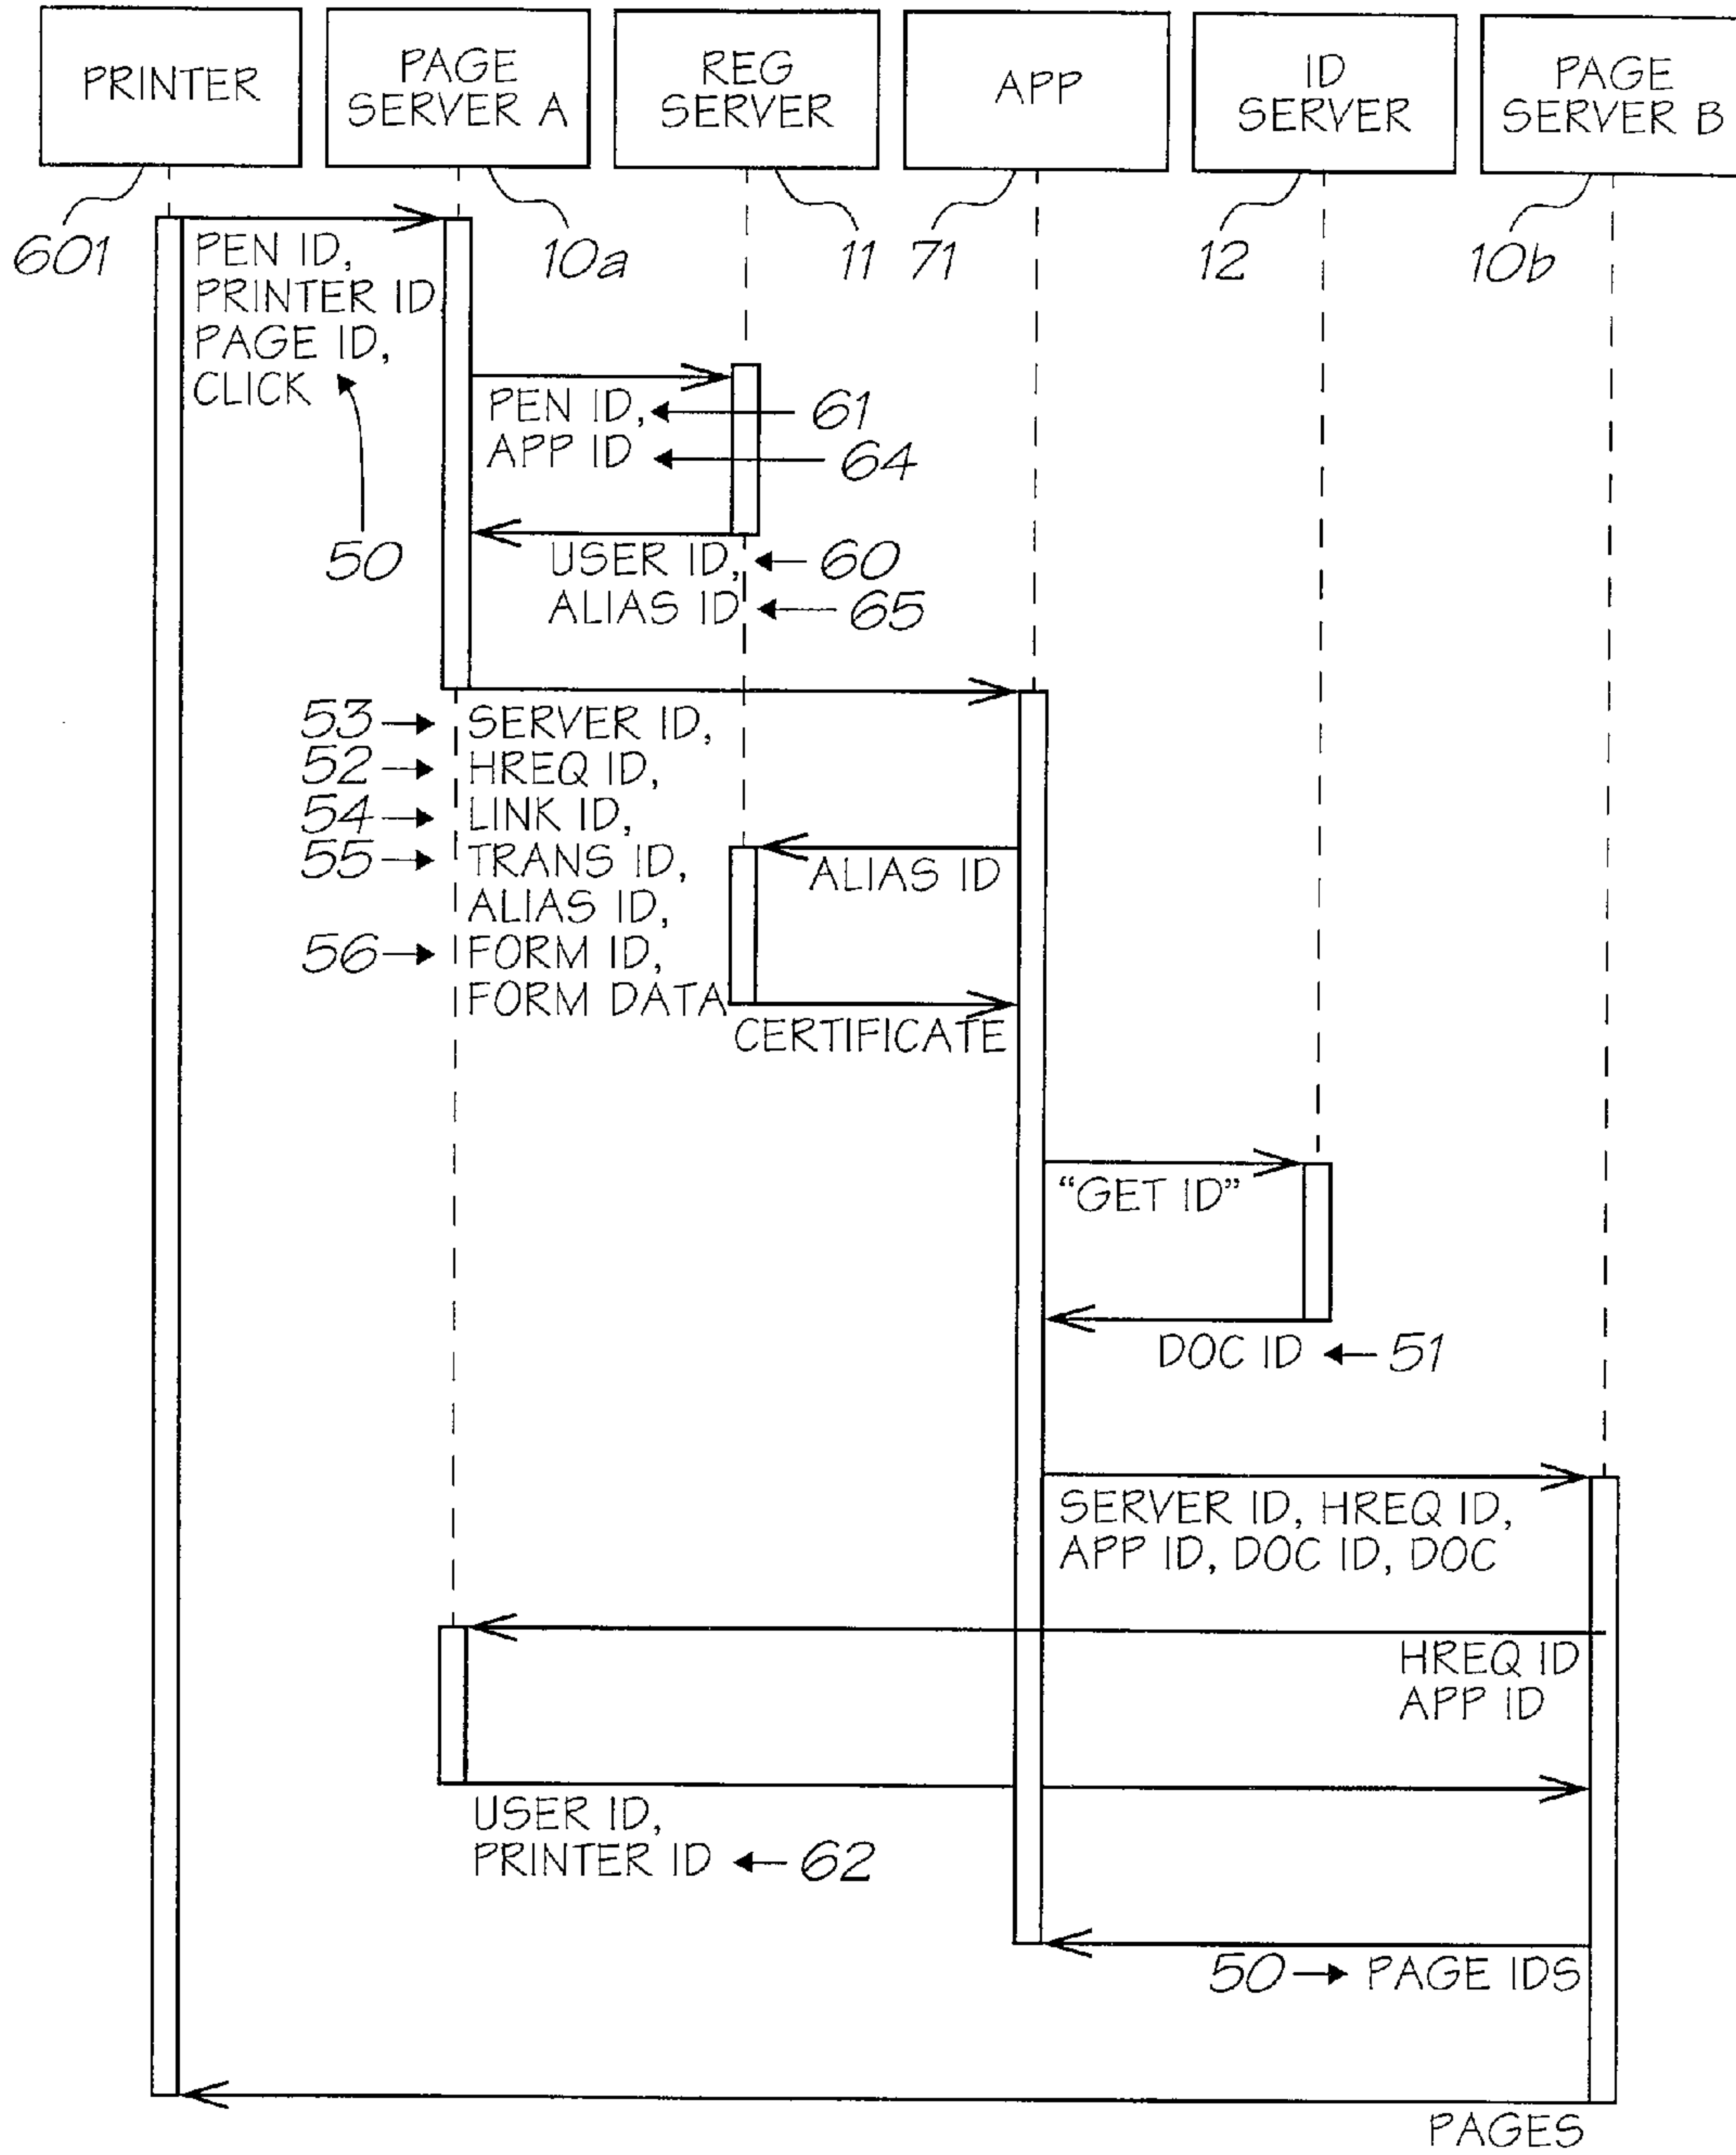 PRINTER
PAGE
SERVER A
REG
SERVER
APP
ID
SERVER
PAGE
SERVER B
601
10a
11
71
12
10b
PEN ID,
PRINTER ID
PAGE ID,
CLICK
50
PEN ID,
61
APP ID
64
USER ID,
60
ALIAS ID
65
53
SERVER ID,
52
HREQ ID,
54
LINK ID,
55
TRANS ID,
ALIAS ID,
56
FORM ID,
FORM DATA
ALIAS ID
CERTIFICATE
"GET ID"
DOC ID
51
SERVER ID, HREQ ID,
APP ID, DOC ID, DOC
HREQ ID
APP ID
USER ID,
PRINTER ID
62
50
PAGE IDS
PAGES